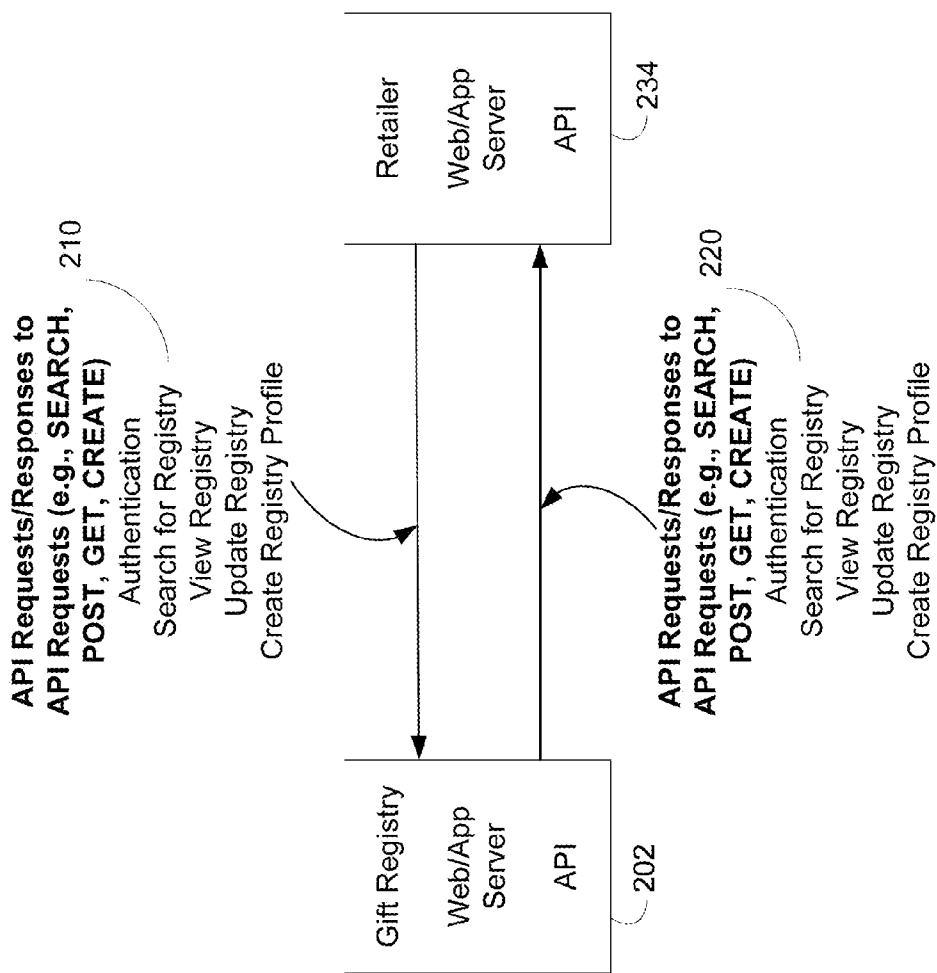 API Requests/Responses to
API Requests (e.g., SEARCH,
POST, GET, CREATE)
210
Authentication
Search for Registry
View Registry
Update Registry
Create Registry Profile
Gift Registry
Web/App
Server
API
202
Retailer
Web/App
Server
API
234
API Requests/Responses to
API Requests (e.g., SEARCH,
POST, GET, CREATE)
220
Authentication
Search for Registry
View Registry
Update Registry
Create Registry Profile